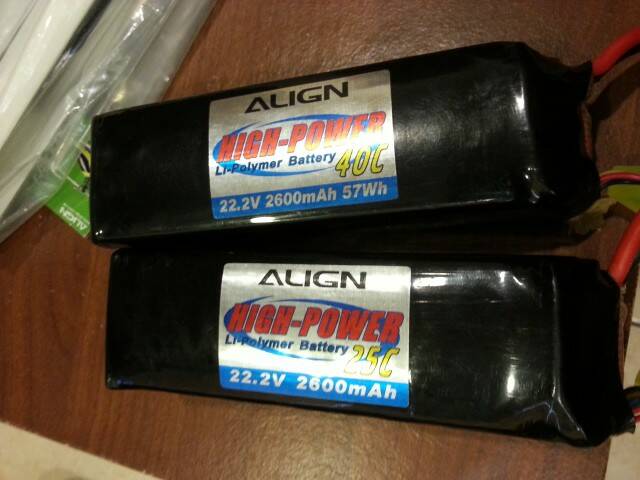 ALIGN
HIGH-POWER
Li-Polymer Battery 40C
22.2V 2600mAh 57Wh
ALIGN
HIGH-POWER
Li-Polymer Battery 25C
22.2V 2600mAh
ALIGN